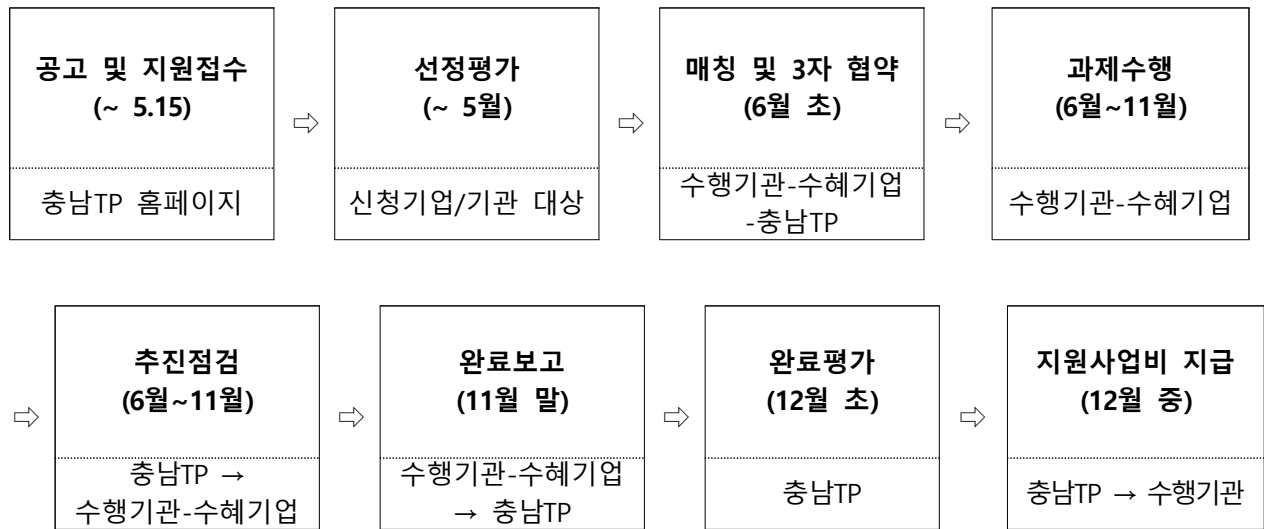 공고 및 지원접수
(~ 5.15)
충남TP 홈페이지
⇨
선정평가
(~ 5월)
신청기업/기관 대상
⇨
매칭 및 3자 협약
(6월 초)
수행기관-수혜기업
-충남TP
⇨
과제수행
(6월~11월)
수행기관-수혜기업
⇨
추진점검
(6월~11월)
충남TP →
수행기관-수혜기업
⇨
완료보고
(11월 말)
수행기관-수혜기업
→ 충남TP
⇨
완료평가
(12월 초)
충남TP
⇨
지원사업비 지급
(12월 중)
충남TP → 수행기관